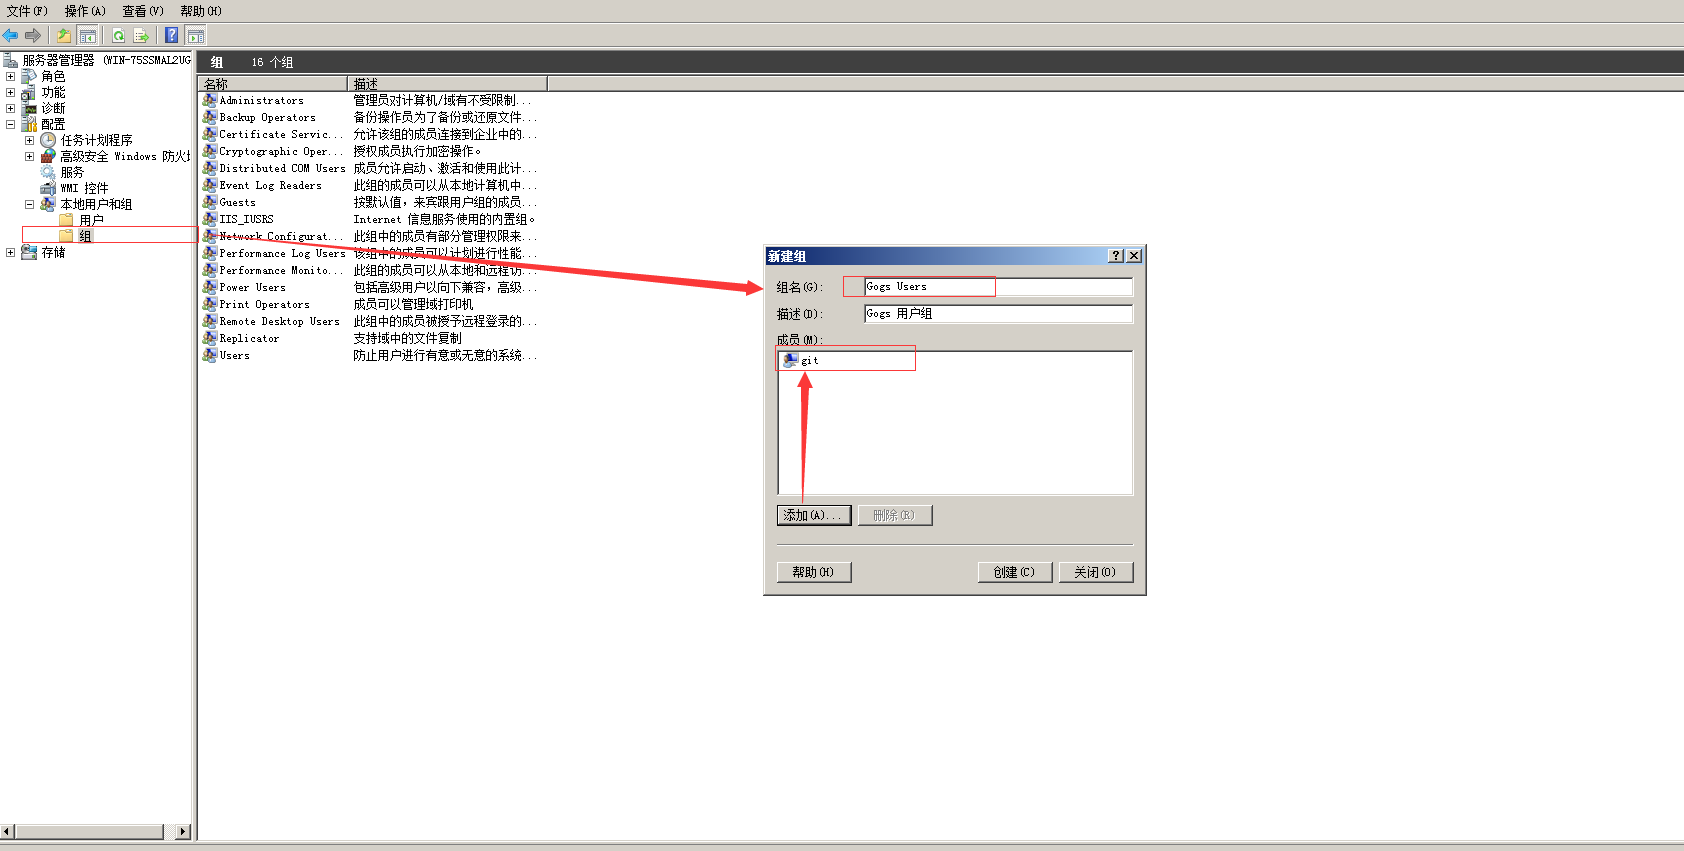 文件(F) 操作(A) 查看(V) 帮助(H)
服务器管理器 (WIN-75SSMAL2UG
角色
功能
诊断
配置
任务计划程序
高级安全 Windows 防火
服务
WMI 控件
本地用户和组
用户
组
存储
组 16 个组
名称 描述
Administrators 管理员对计算机/域有不受限制...
Backup Operators 备份操作员为了备份或还原文件...
Certificate Servic... 允许该组的成员连接到企业中的...
Cryptographic Oper... 授权成员执行加密操作。
Distributed COM Users 成员允许启动、激活和使用此计...
Event Log Readers 此组的成员可以从本地计算机中...
Guests 按默认值，来宾跟用户组的成员...
IIS_IUSRS Internet 信息服务使用的内置组。
Network Configurat... 此组中的成员有部分管理权限来...
Performance Log Users 该组中的成员可以计划进行性能...
Performance Monito... 此组的成员可以从本地和远程访...
Power Users 包括高级用户以向下兼容，高级...
Print Operators 成员可以管理域打印机
Remote Desktop Users 此组中的成员被授予远程登录的...
Replicator 支持域中的文件复制
Users 防止用户进行有意或无意的系统...
新建组
组名(G): Gogs Users
描述(D): Gogs 用户组
成员(M):
git
添加(A)... 删除(R)
帮助(H) 创建(C) 关闭(O)